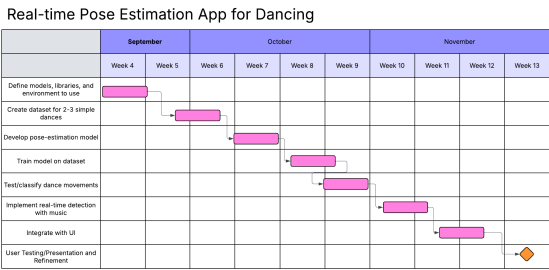 Real-time Pose Estimation App for Dancing
September
October
November
Week 4
Week 5
Week 6
Week 7
Week 8
Week 9
Week 10
Week 11
Week 12
Week 13
Define models, libraries, and
environment to use
Create dataset for 2-3 simple
dances
Develop pose-estimation model
Train model on dataset
Test/classify dance movements
Implement real-time detection
with music
Integrate with UI
User Testing/Presentation and
Refinement